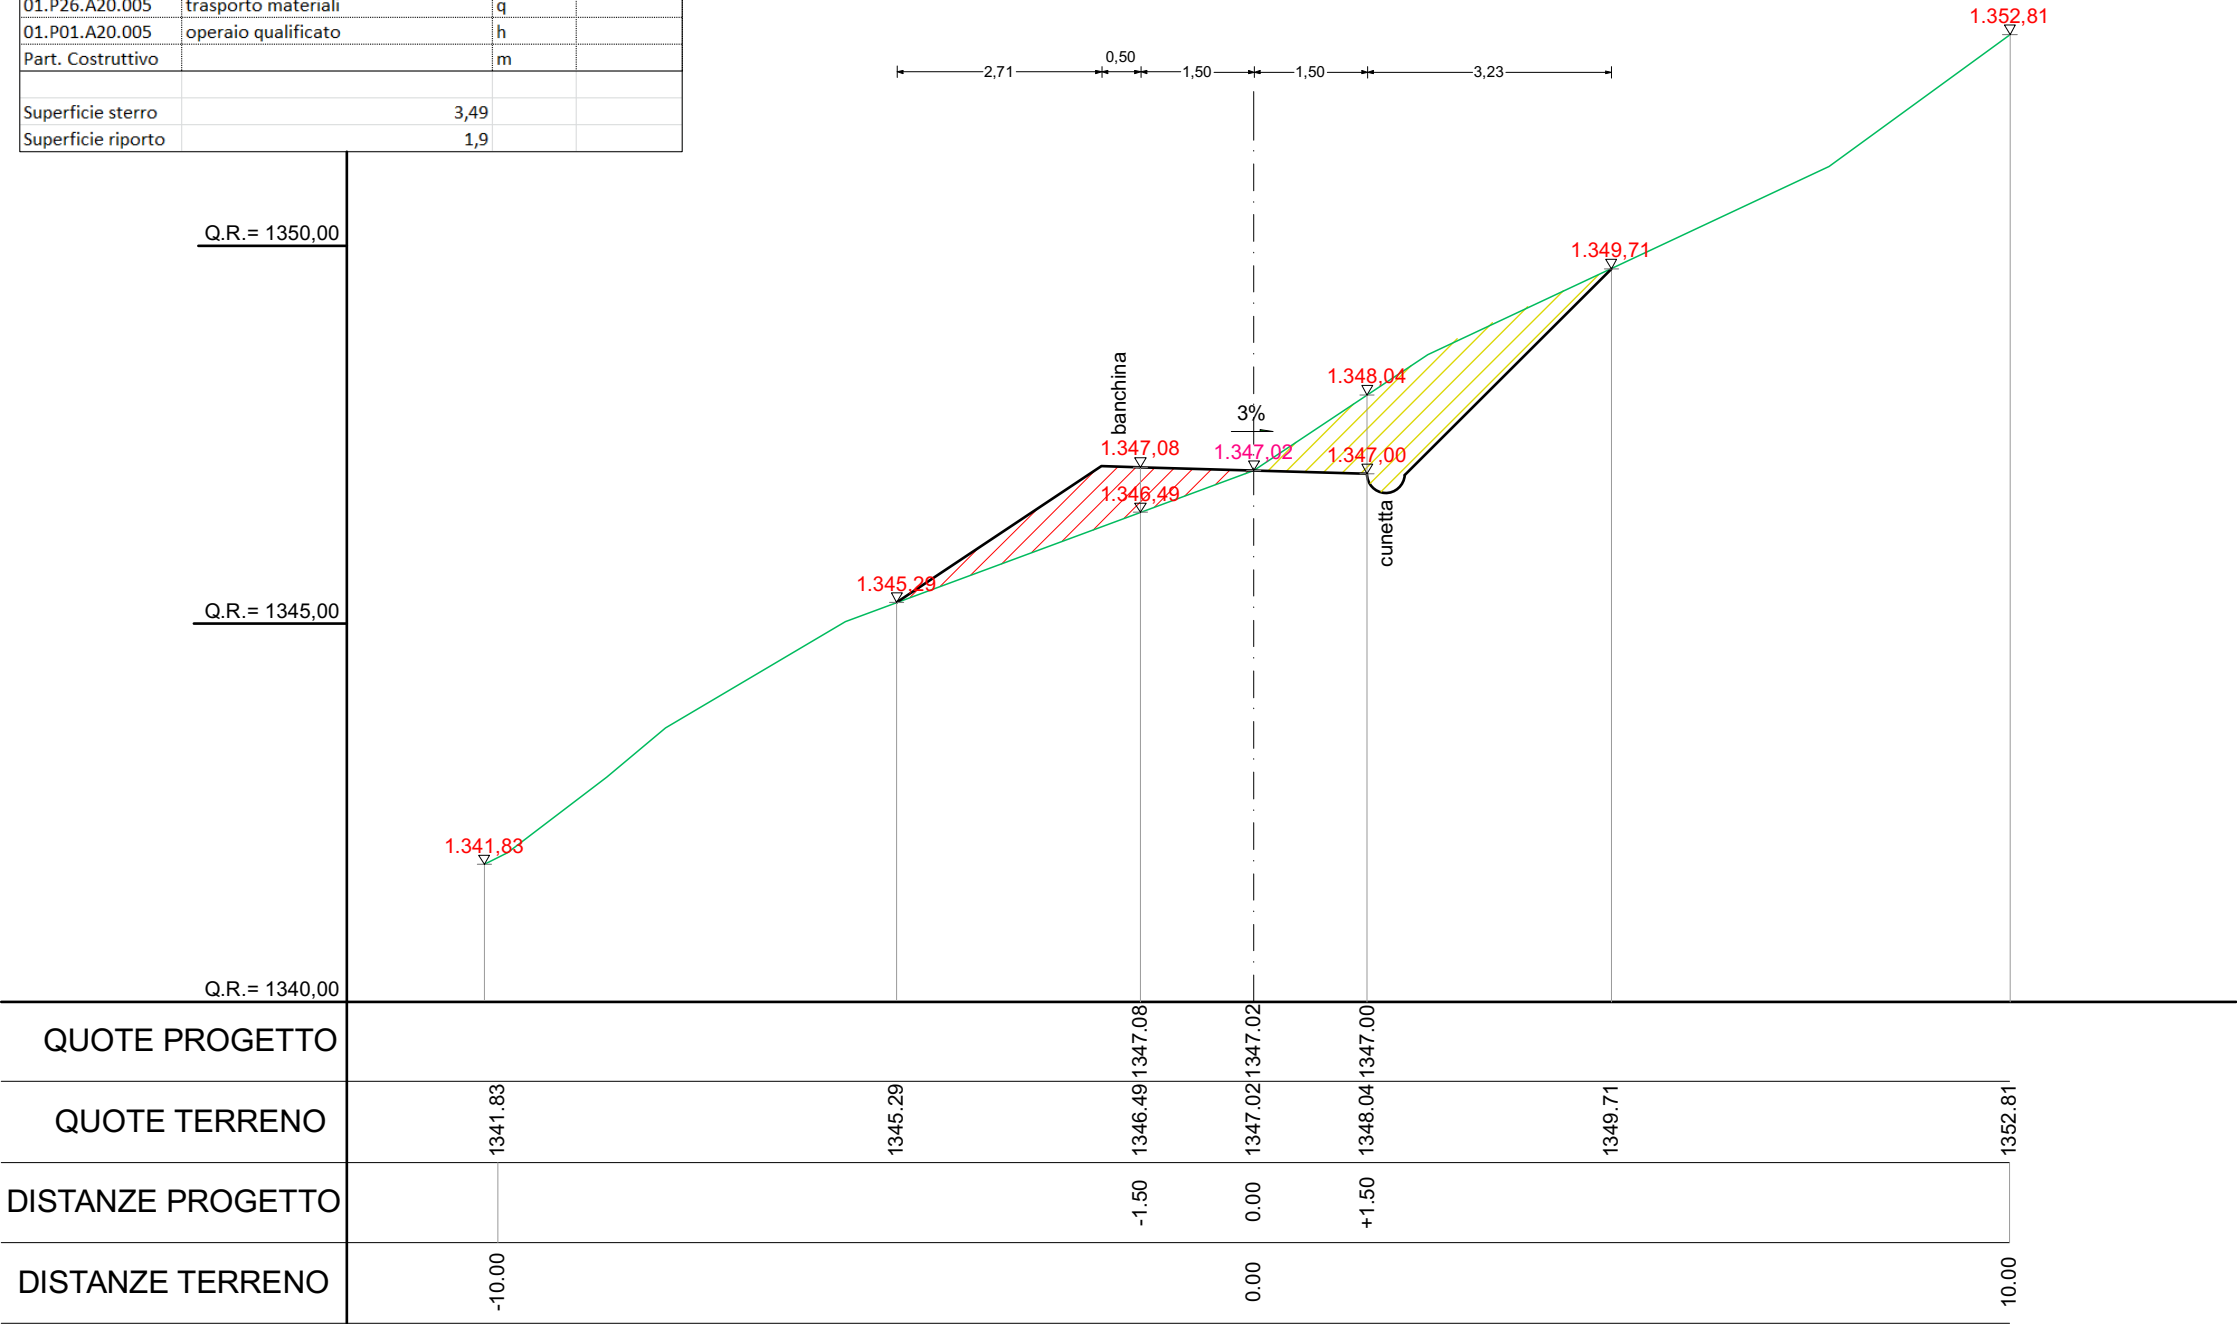 01.P26.A20.005 trasporto materiali q
01.P01.A20.005 operaio qualificato h
Part. Costruttivo m
Superficie sterro 3,49
Superficie riporto 1,9
1.352,81
0,50
2,71 1,50 1,50 3,23
Q.R.= 1350,00
1.349,71
banchina
1.348,04
3%
1.347,08
1.347,02
1.347,00
1.346,49
cunetta
1.345,29
Q.R.= 1345,00
1.341,83
Q.R.= 1340,00
QUOTE PROGETTO 1347.08 1347.02 1347.00
QUOTE TERRENO 1341.83 1345.29 1346.49 1347.02 1348.04 1349.71 1352.81
DISTANZE PROGETTO -1.50 0.00 +1.50
DISTANZE TERRENO -10.00 0.00 10.00